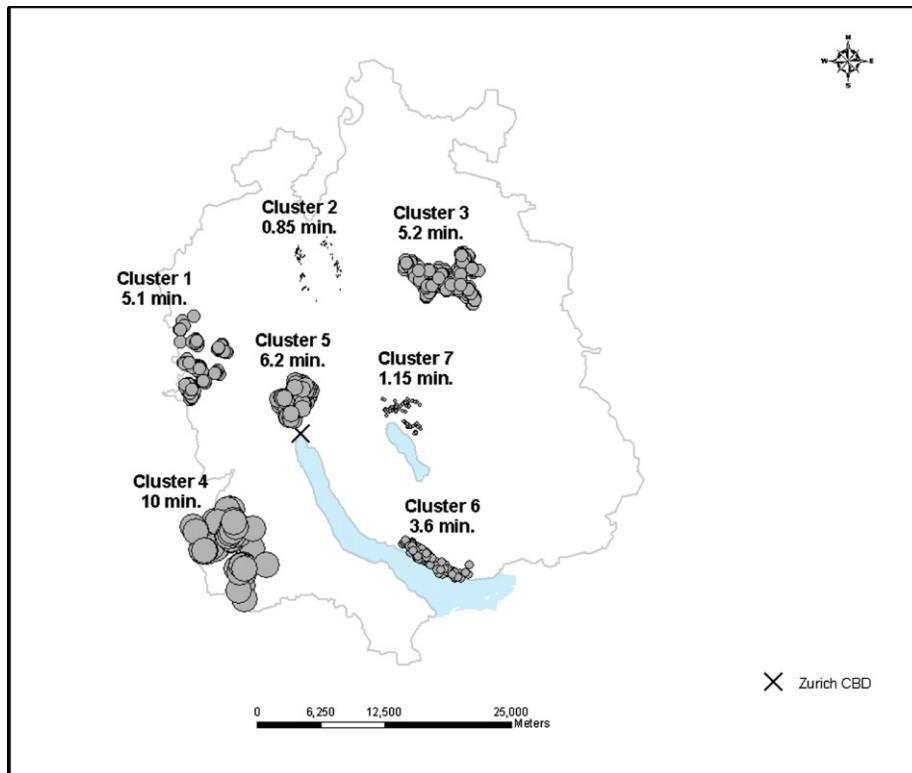 N
W E
S
Cluster 2
0.85 min.
Cluster 3
5.2 min.
Cluster 1
5.1 min.
Cluster 5
6.2 min.
Cluster 7
1.15 min.
Cluster 4
10 min.
Cluster 6
3.6 min.
Zurich CBD
0 6,250 12,500 25,000
Meters